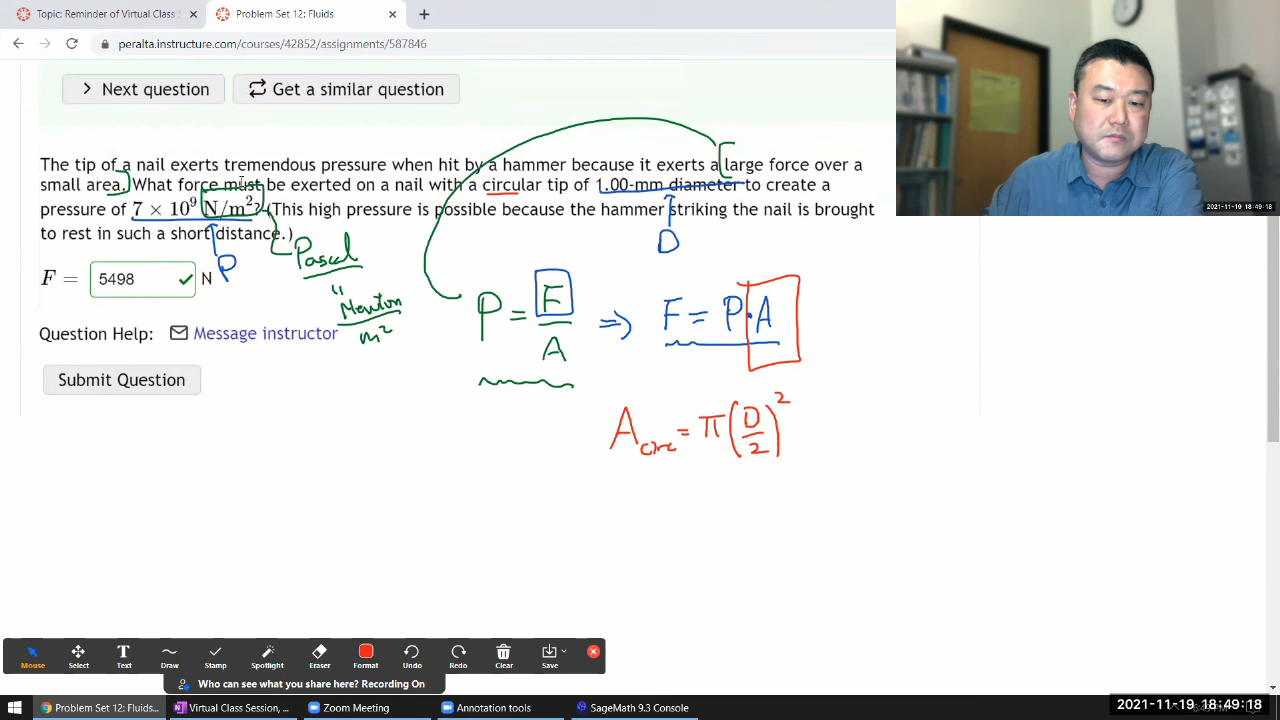 Topic: Reminder of Virtual Class S
Problem Set 12: Fluids
peralta.instructure.com/courses/42852/assignments/587846
Next question
Get a similar question
The tip of a nail exerts tremendous pressure when hit by a hammer because it exerts a large force over a
small area. What force must be exerted on a nail with a circular tip of 1.00-mm diameter to create a
pressure of 7 × 10⁹ N/m²? (This high pressure is possible because the hammer striking the nail is brought
to rest in such a short distance.)
P
D
Pascal
F = 5498 N
"
Newton
m²
P = F/A ⇒ F = P·A
Question Help: Message instructor
Submit Question
A circ = π(D/2)²
Mouse
Select
Text
Draw
Stamp
Spotlight
Eraser
Format
Undo
Redo
Clear
Save
Who can see what you share here? Recording On
Problem Set 12: Fluids...
Virtual Class Session, ...
Zoom Meeting
Annotation tools
SageMath 9.3 Console
2021-11-19 18:49:18
2021-11-19 18:49:18